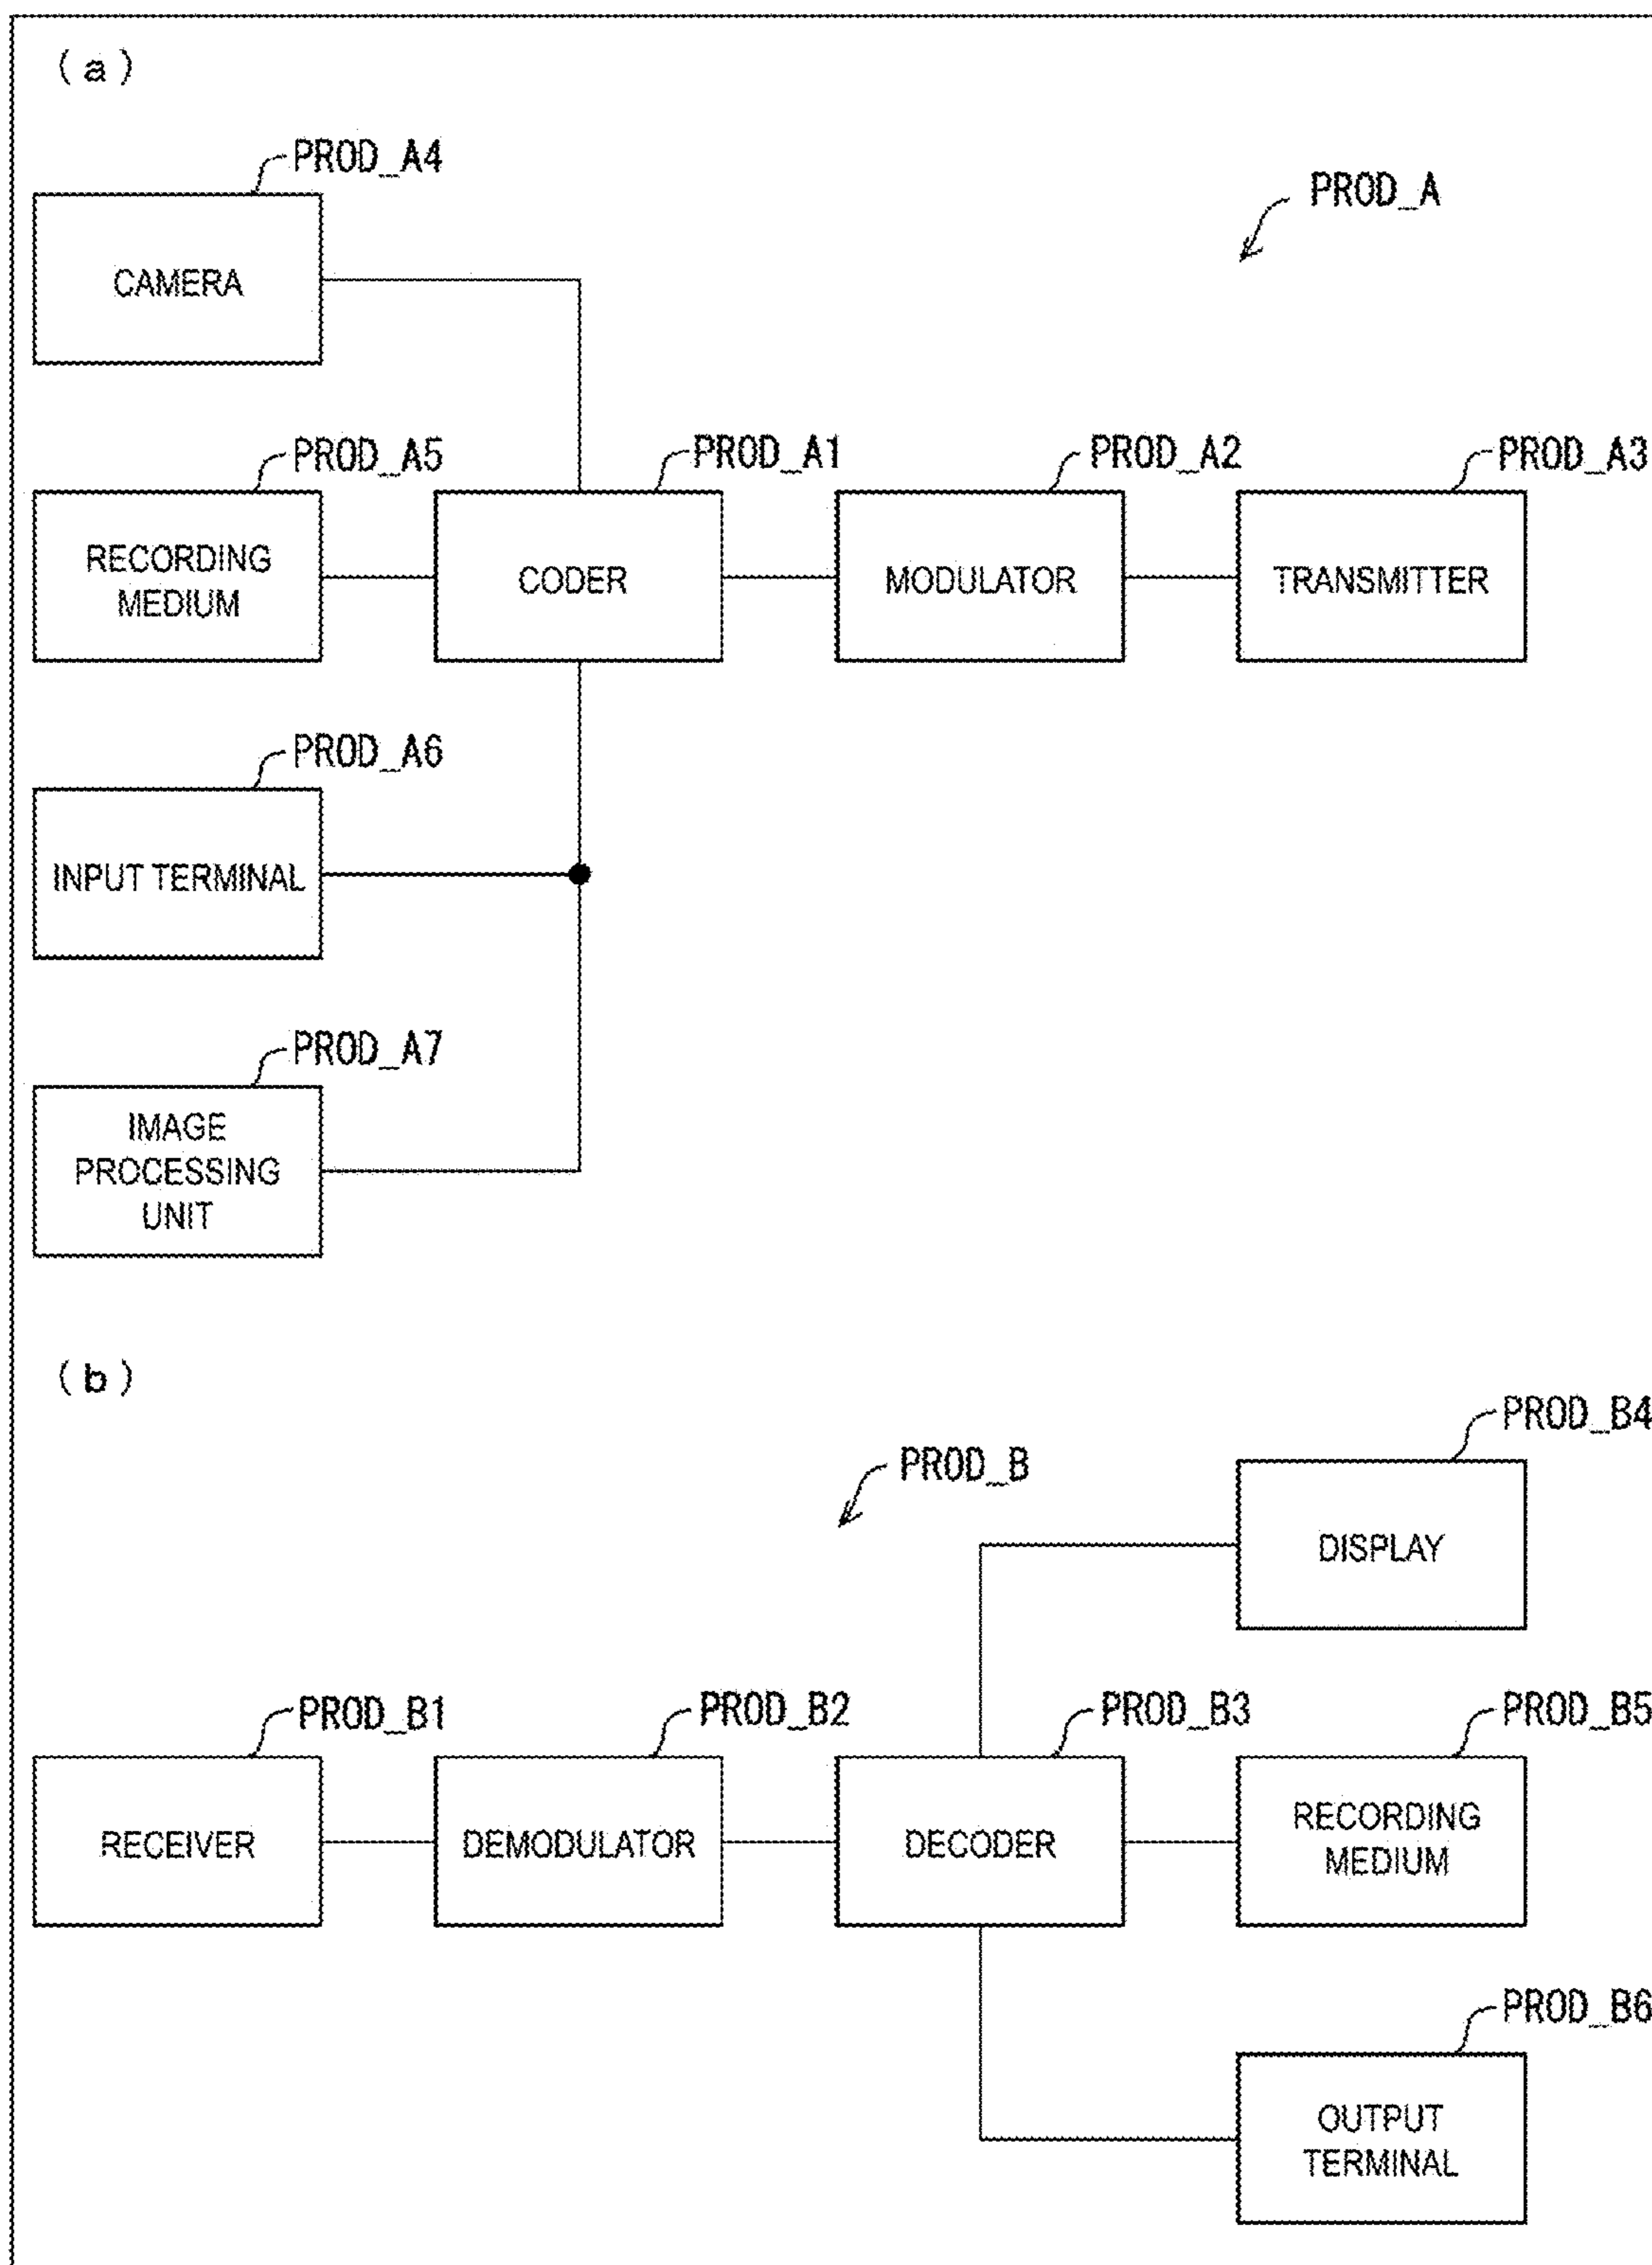 (a)
PROD_A4
PROD_A
CAMERA
PROD_A5
PROD_A1
PROD_A2
PROD_A3
RECORDING
MEDIUM
CODER
MODULATOR
TRANSMITTER
PROD_A6
INPUT TERMINAL
PROD_A7
IMAGE
PROCESSING
UNIT
(b)
PROD_B4
PROD_B
DISPLAY
PROD_B1
PROD_B2
PROD_B3
PROD_B5
RECEIVER
DEMODULATOR
DECODER
RECORDING
MEDIUM
PROD_B6
OUTPUT
TERMINAL